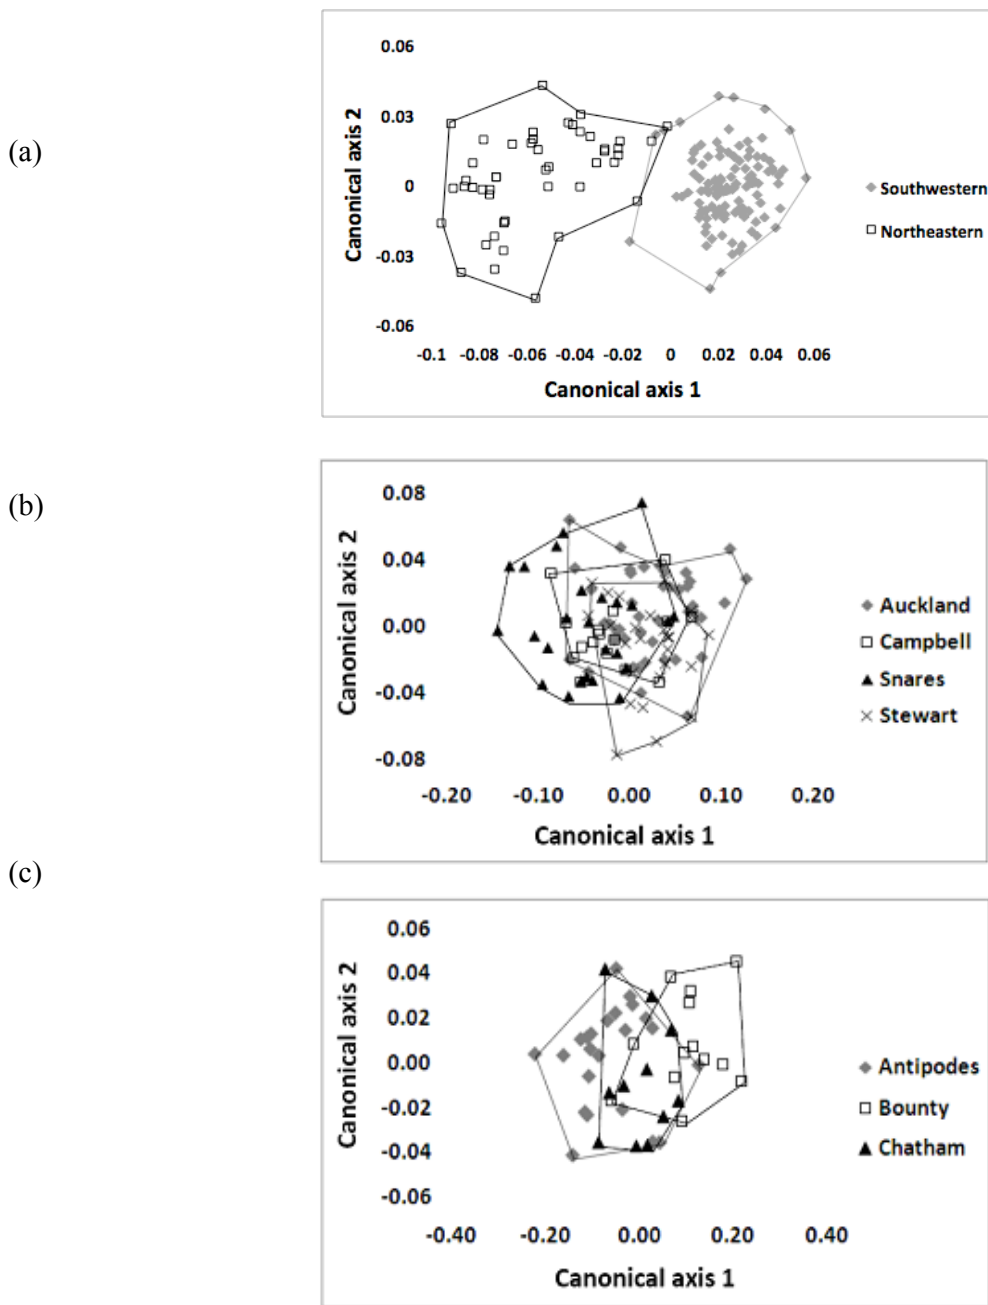 (a)
0.06
0.03
0
-0.03
-0.06
Canonical axis 2
-0.1 -0.08 -0.06 -0.04 -0.02 0 0.02 0.04 0.06
Canonical axis 1
Southwestern
Northeastern
(b)
0.08
0.04
0.00
-0.04
-0.08
Canonical axis 2
-0.20 -0.10 0.00 0.10 0.20
Canonical axis 1
Auckland
Campbell
Snares
Stewart
(c)
0.06
0.04
0.02
0.00
-0.02
-0.04
-0.06
Canonical axis 2
-0.40 -0.20 0.00 0.20 0.40
Canonical axis 1
Antipodes
Bounty
Chatham